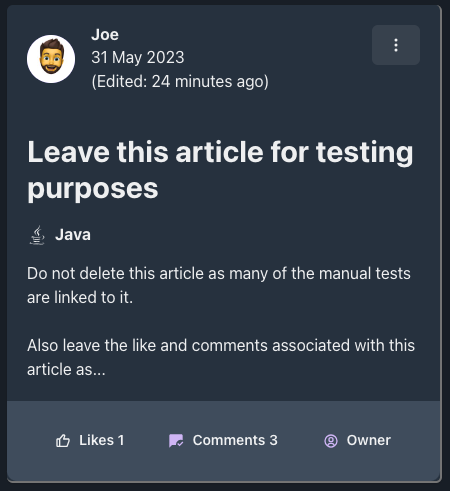 Joe
31 May 2023
(Edited: 24 minutes ago)
Leave this article for testing
purposes
Java
Do not delete this article as many of the manual tests
are linked to it.
Also leave the like and comments associated with this
article as...
Likes 1
Comments 3
Owner